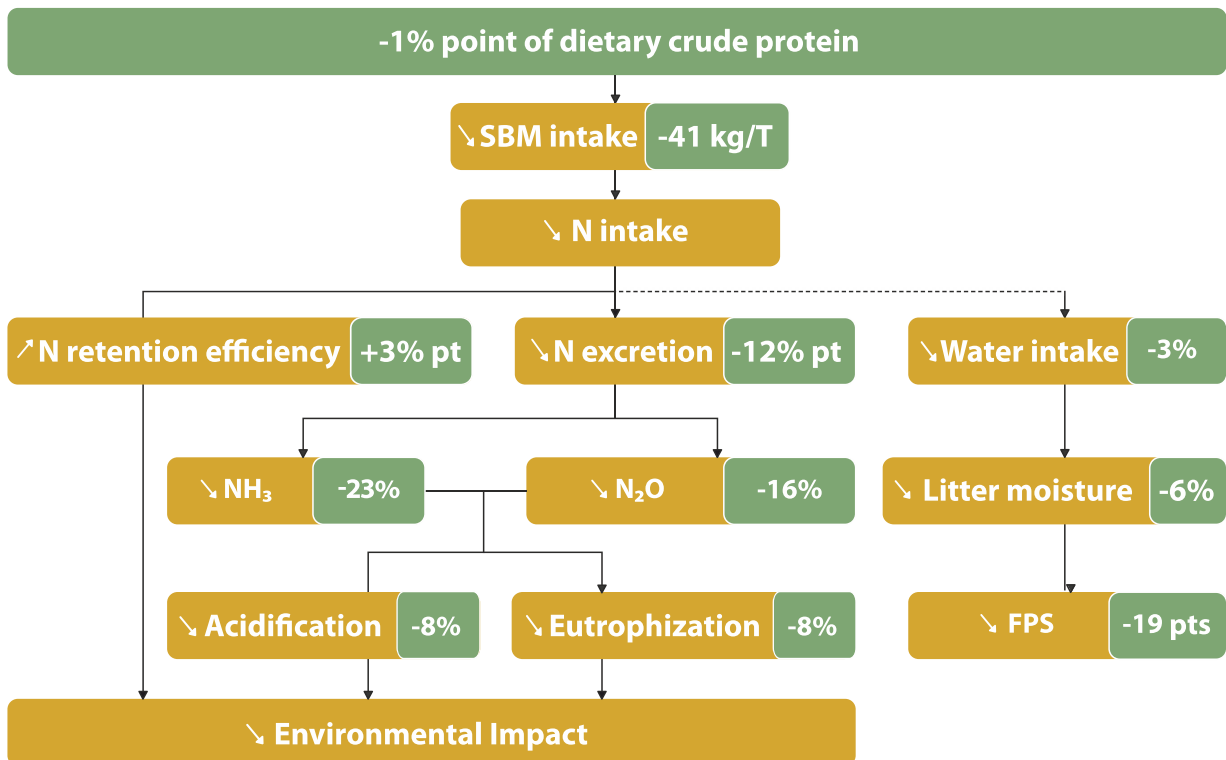 -1% point of dietary crude protein
↘ SBM intake -41 kg/T
↘ N intake
↗ N retention efficiency +3% pt
↘ N excretion -12% pt
↘ Water intake -3%
↘ NH₃ -23%
↘ N₂O -16%
↘ Litter moisture -6%
↘ Acidification -8%
↘ Eutrophization -8%
↘ FPS -19 pts
↘ Environmental Impact